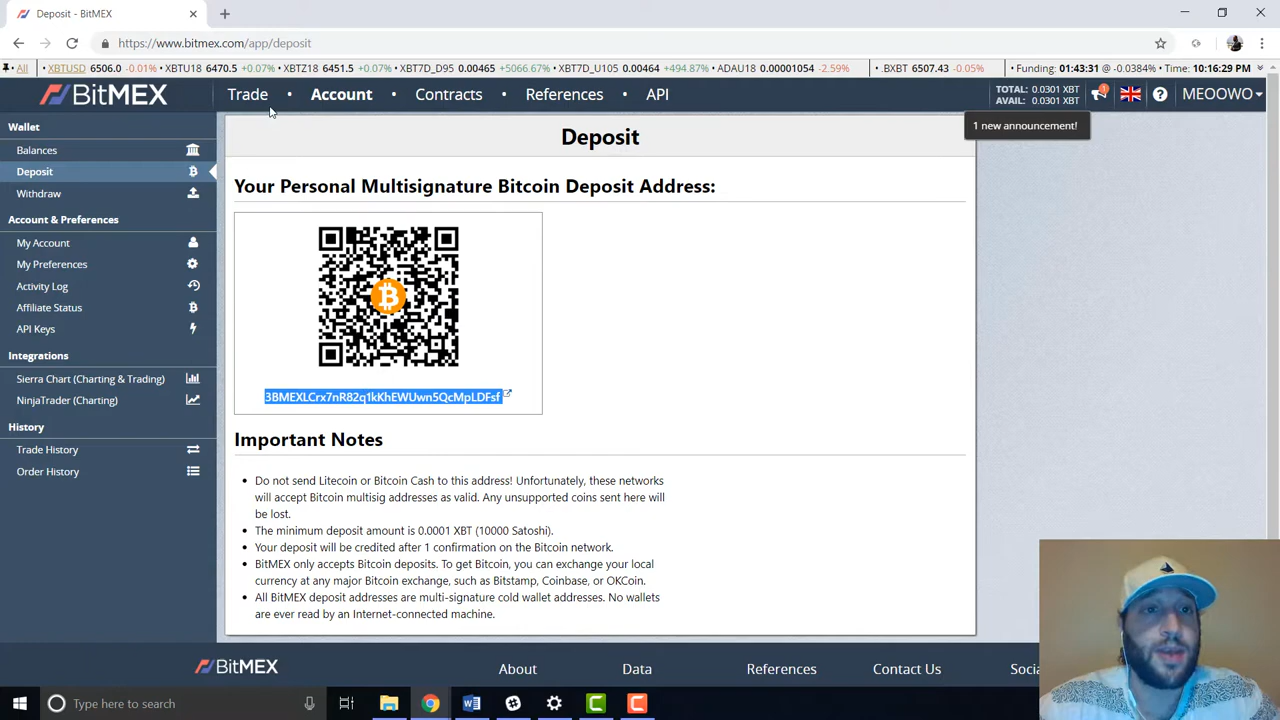 Deposit - BitMEX
https://www.bitmex.com/app/deposit
All • XBTUSD 6506.0 -0.01% • XBTU18 6470.5 +0.07% • XBTZ18 6451.5 +0.07% • XBT7D_D95 0.00465 +5066.67% • XBT7D_U105 0.00464 +494.87% • ADAU18 0.00001054 -2.59% • .BXBT 6507.43 -0.05% • Funding: 01:43:31 @ -0.0384% • Time: 10:16:29 PM
BitMEX Trade • Account • Contracts • References • API
TOTAL: 0.0301 XBT
AVAIL: 0.0301 XBT
1
MEOOWO
1 new announcement!
Wallet
Balances
Deposit
Withdraw
Account & Preferences
My Account
My Preferences
Activity Log
Affiliate Status
API Keys
Integrations
Sierra Chart (Charting & Trading)
NinjaTrader (Charting)
History
Trade History
Order History
Deposit
Your Personal Multisignature Bitcoin Deposit Address:
3BMEXLCrx7nR82q1kKhEWUwn5QcMpLDFsf
Important Notes
• Do not send Litecoin or Bitcoin Cash to this address! Unfortunately, these networks
will accept Bitcoin multisig addresses as valid. Any unsupported coins sent here will
be lost.
• The minimum deposit amount is 0.0001 XBT (10000 Satoshi).
• Your deposit will be credited after 1 confirmation on the Bitcoin network.
• BitMEX only accepts Bitcoin deposits. To get Bitcoin, you can exchange your local
currency at any major Bitcoin exchange, such as Bitstamp, Coinbase, or OKCoin.
• All BitMEX deposit addresses are multi-signature cold wallet addresses. No wallets
are ever read by an Internet-connected machine.
BitMEX About Data References Contact Us Socia
Type here to search